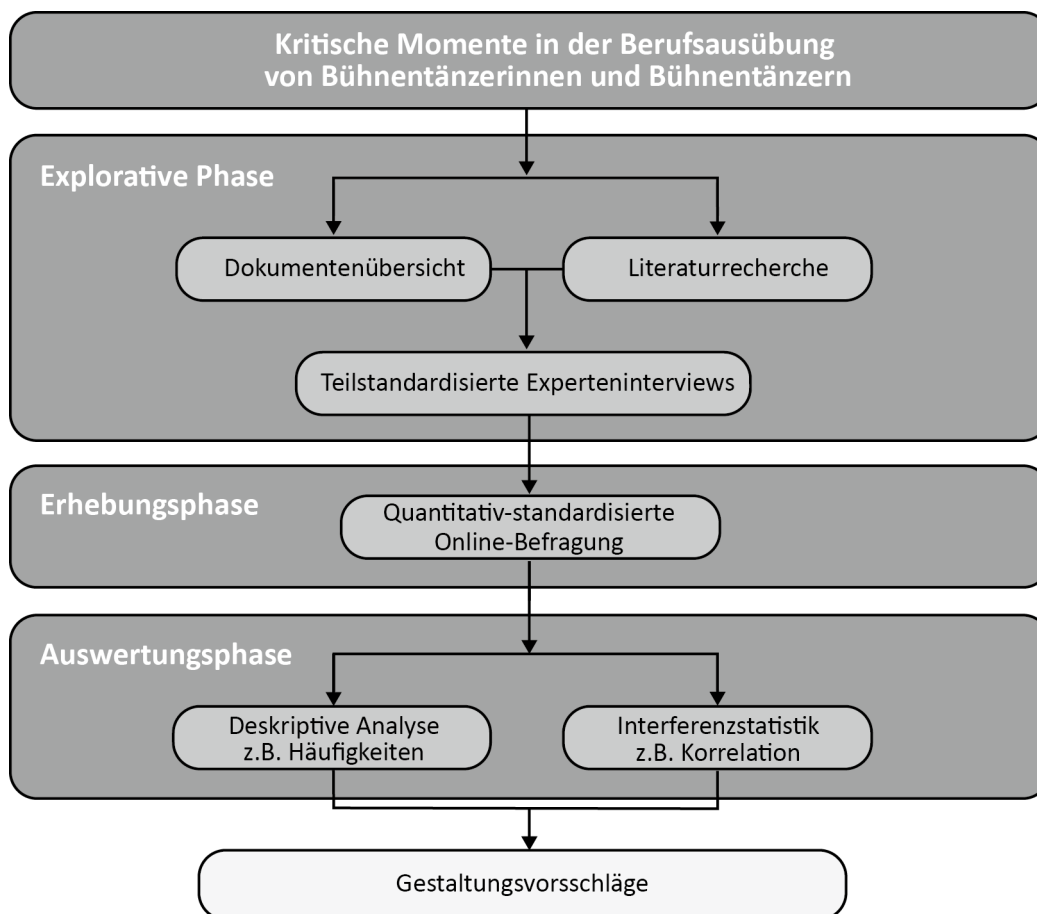 Kritische Momente in der Berufsausübung
von Bühnentänzerinnen und Bühnentänzern
Explorative Phase
Dokumentenübersicht
Literaturrecherche
Teilstandardisierte Experteninterviews
Erhebungsphase
Quantitativ-standardisierte
Online-Befragung
Auswertungsphase
Deskriptive Analyse
z.B. Häufigkeiten
Interferenzstatistik
z.B. Korrelation
Gestaltungsvorsschläge